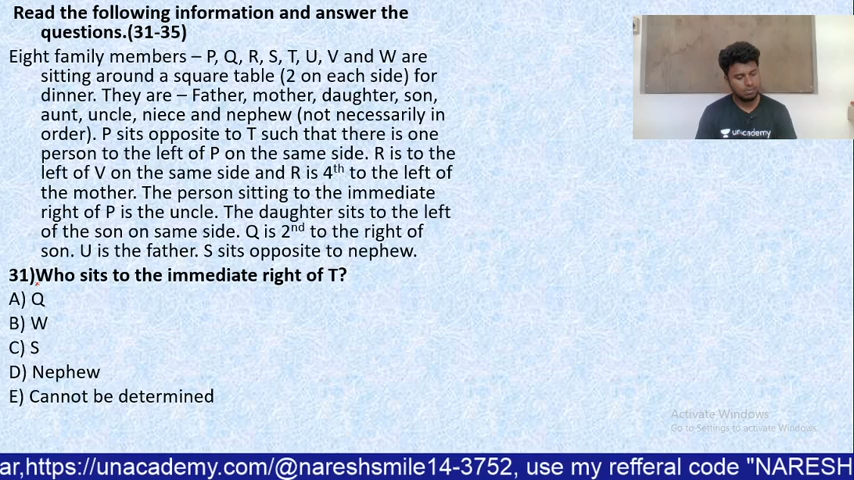 Read the following information and answer the
questions.(31-35)
Eight family members – P, Q, R, S, T, U, V and W are
sitting around a square table (2 on each side) for
dinner. They are – Father, mother, daughter, son,
aunt, uncle, niece and nephew (not necessarily in
order). P sits opposite to T such that there is one
person to the left of P on the same side. R is to the
left of V on the same side and R is 4th to the left of
the mother. The person sitting to the immediate
right of P is the uncle. The daughter sits to the left
of the son on same side. Q is 2nd to the right of
son. U is the father. S sits opposite to nephew.
31)Who sits to the immediate right of T?
A) Q
B) W
C) S
D) Nephew
E) Cannot be determined
unacademy
Activate Windows
Go to Settings to activate Windows.
ar,https://unacademy.com/@nareshsmile14-3752, use my refferal code "NARESH